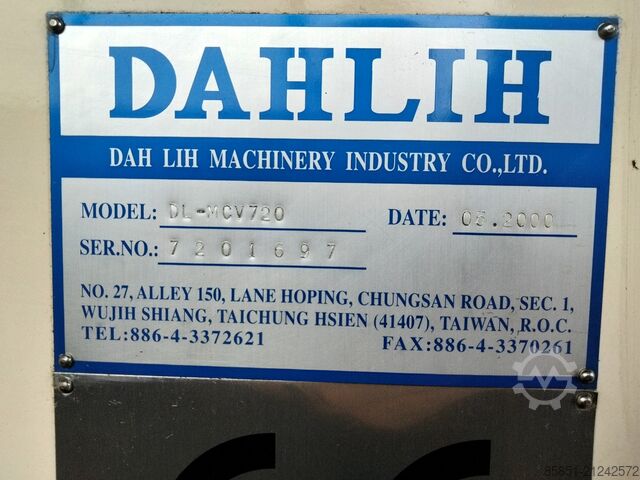 DAHLIH
DAH LIH MACHINERY INDUSTRY CO.,LTD.
MODEL: DL-MCV720 DATE: 05.2000
SER.NO.: 7201697
NO. 27, ALLEY 150, LANE HOPING, CHUNGSAN ROAD, SEC. 1,
WUJIH SHIANG, TAICHUNG HSIEN (41407), TAIWAN, R.O.C.
TEL:886-4-3372621 FAX:886-4-3370261
85851-21242572